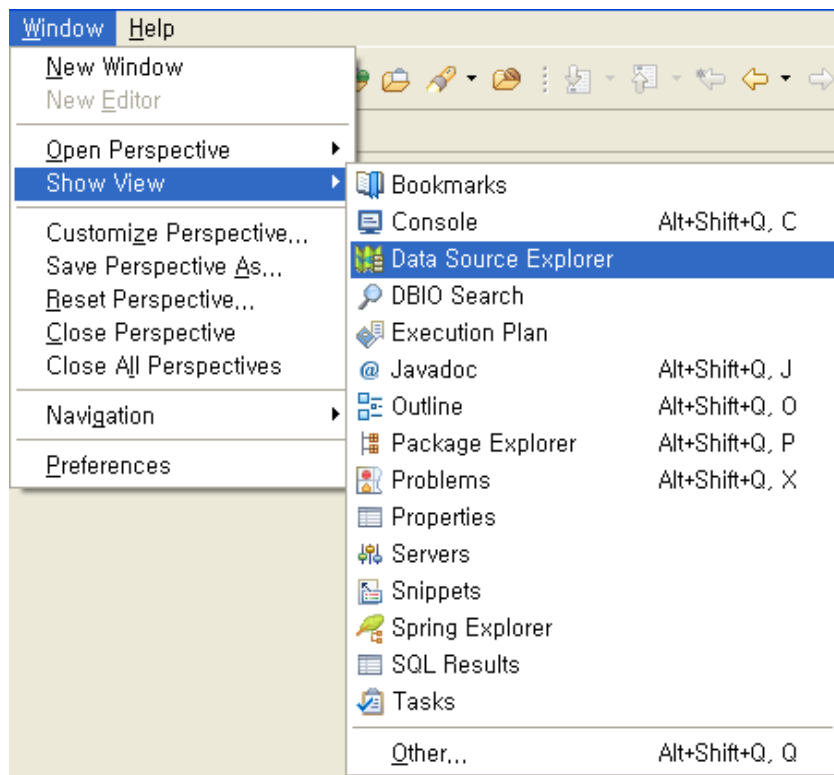 Window Help
New Window
New Editor
Open Perspective
Show View
Customize Perspective...
Save Perspective As...
Reset Perspective...
Close Perspective
Close All Perspectives
Navigation
Preferences
Bookmarks
Console Alt+Shift+Q, C
Data Source Explorer
DBIO Search
Execution Plan
Javadoc Alt+Shift+Q, J
Outline Alt+Shift+Q, O
Package Explorer Alt+Shift+Q, P
Problems Alt+Shift+Q, X
Properties
Servers
Snippets
Spring Explorer
SQL Results
Tasks
Other... Alt+Shift+Q, Q